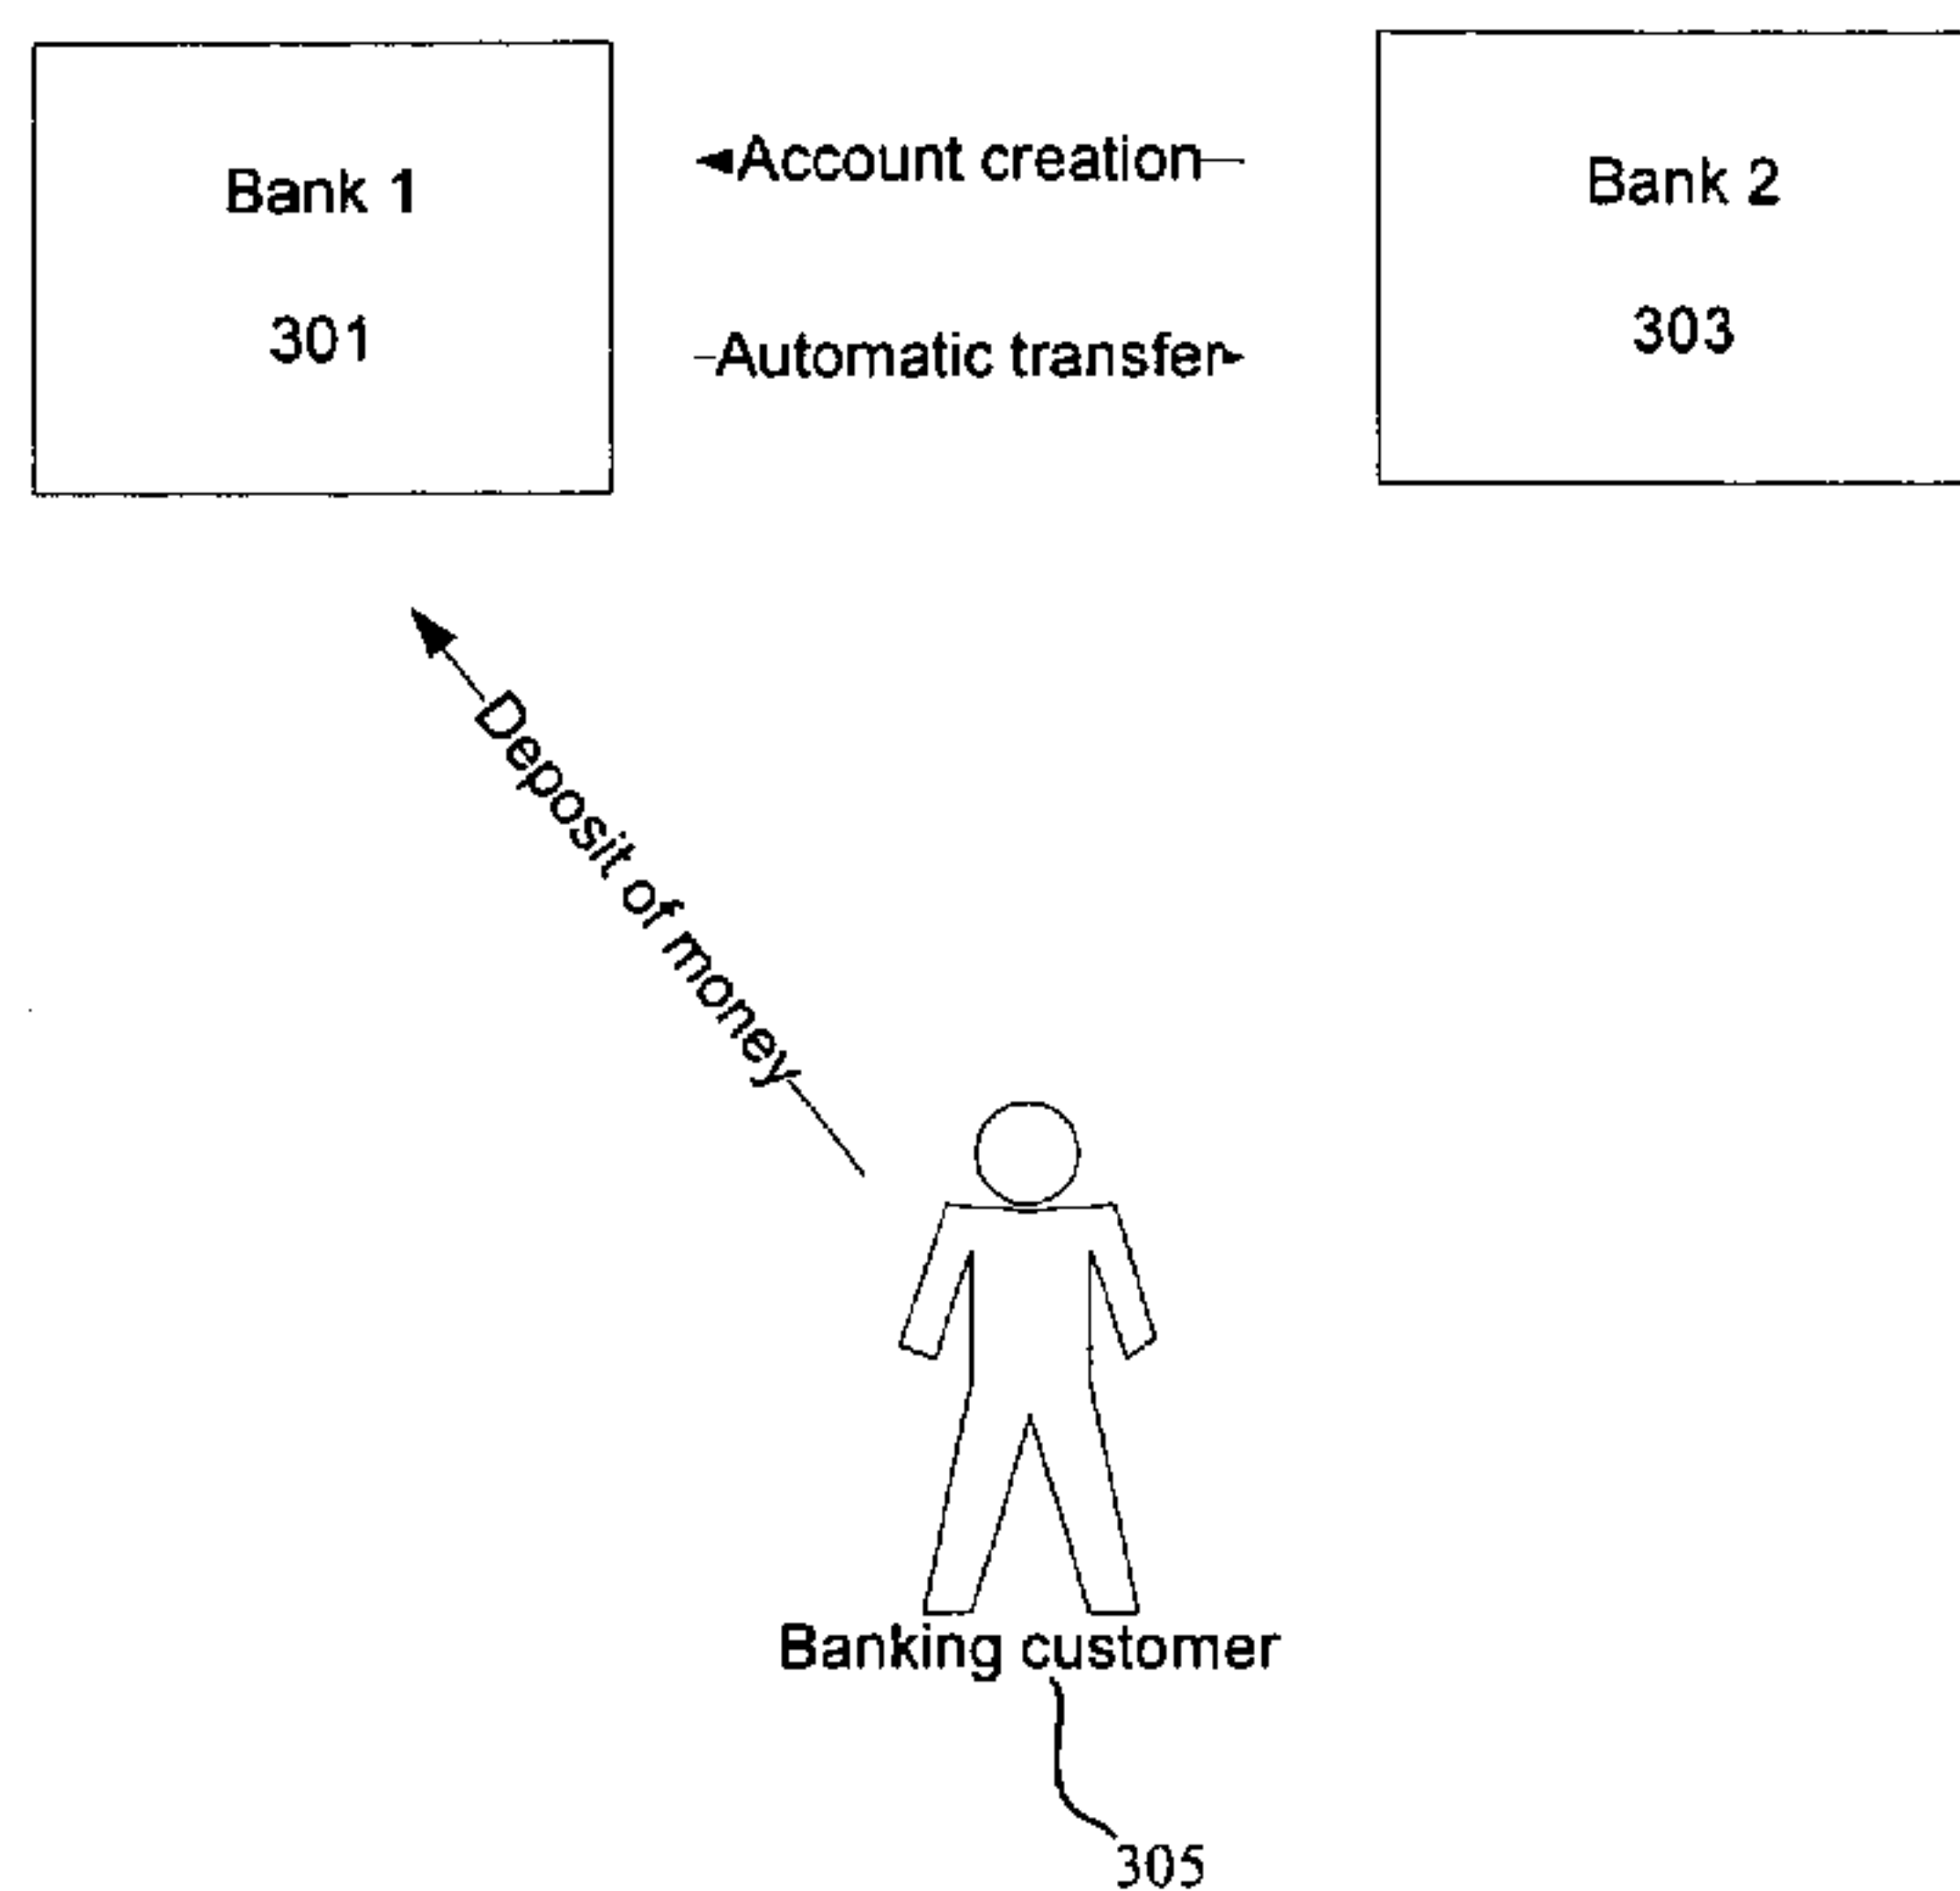 Bank 1
301
Account creation
Automatic transfer
Bank 2
303
Deposit of money
Banking customer
305